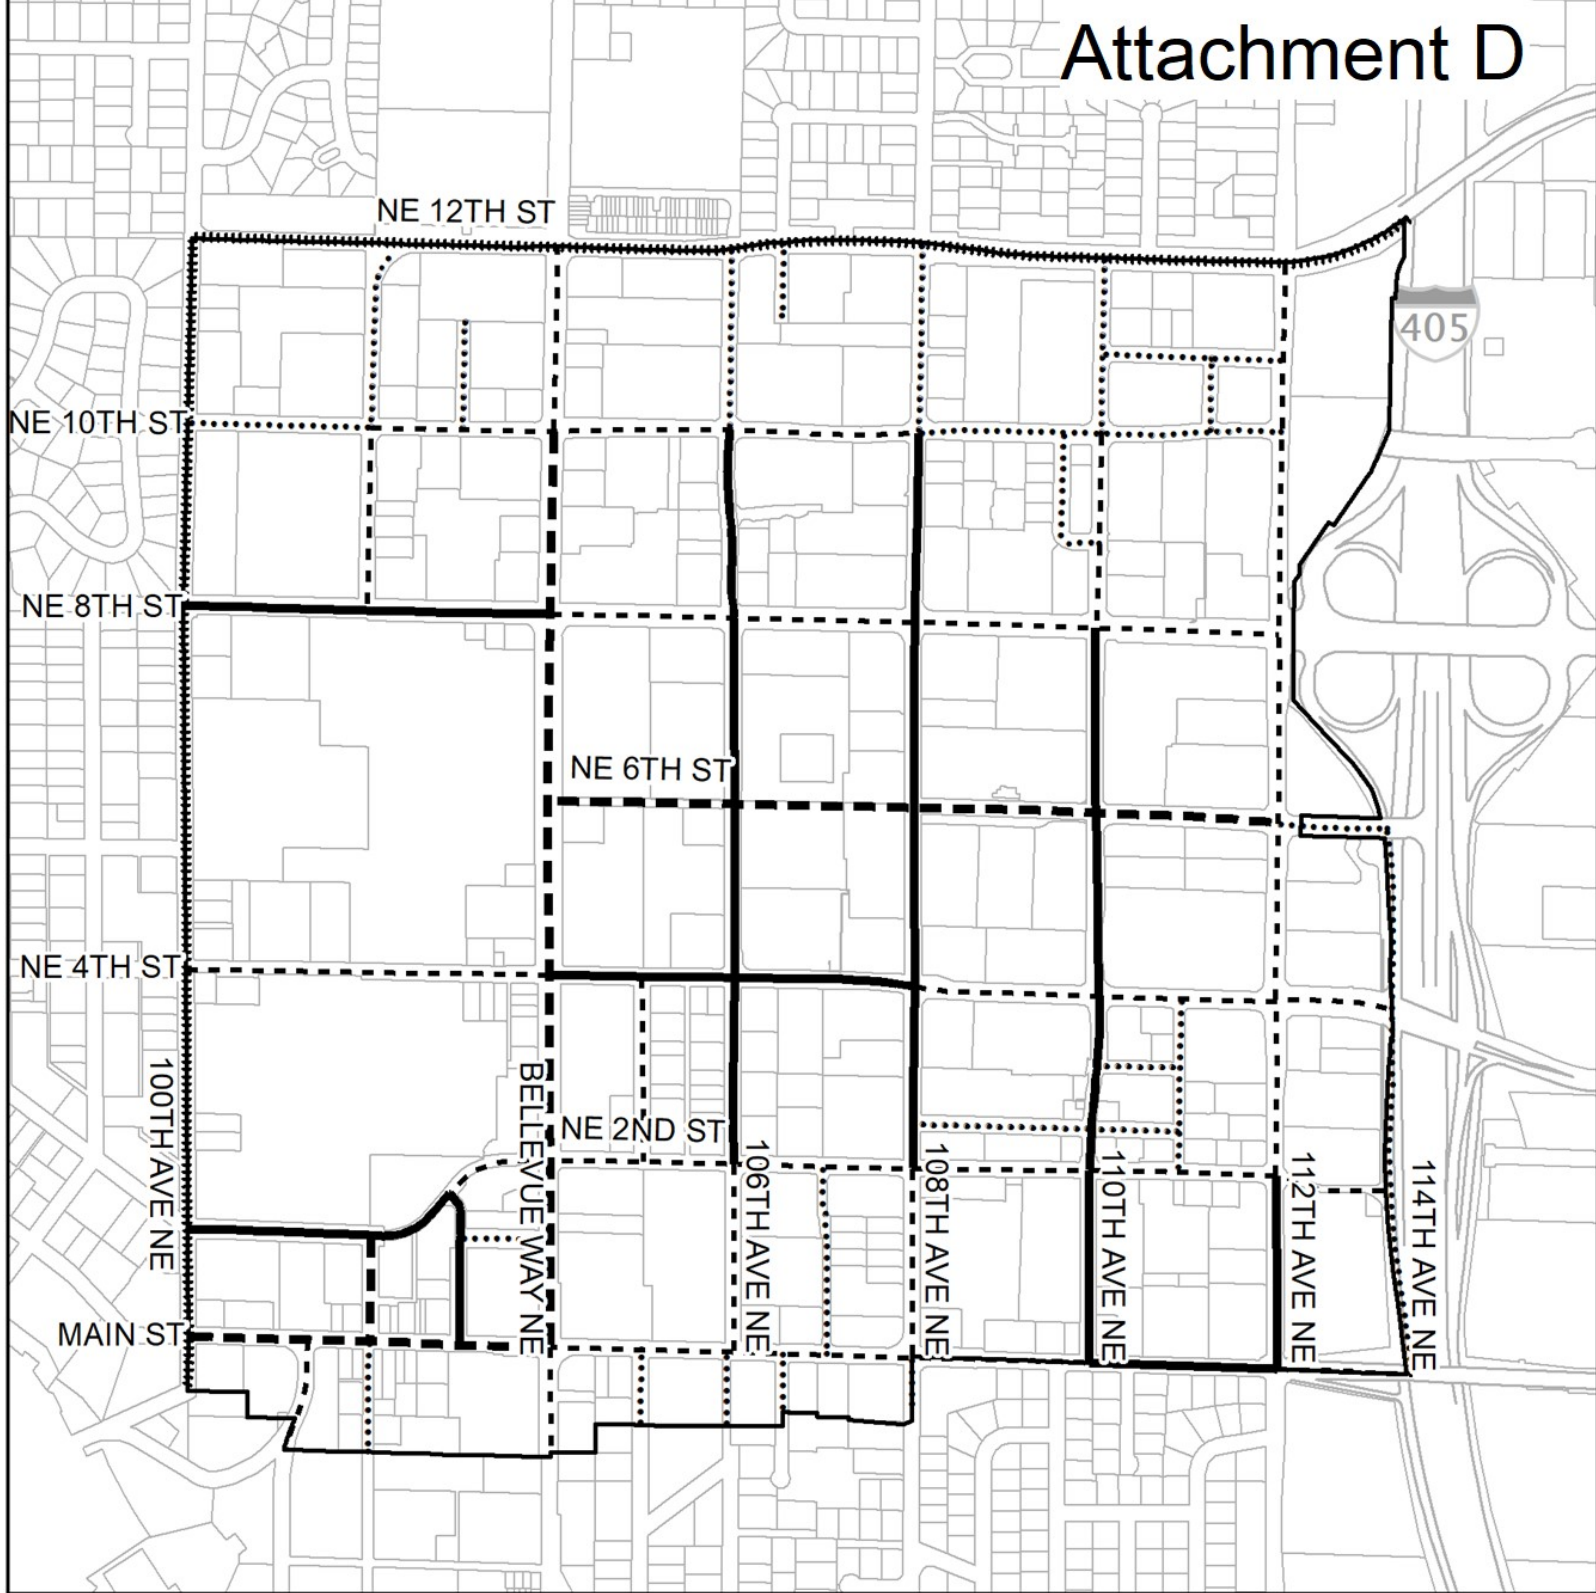 Attachment D
NE 12TH ST
405
NE 10TH ST
NE 8TH ST
NE 6TH ST
NE 4TH ST
100TH AVE NE
BELLEVUE WAY NE
NE 2ND ST
106TH AVE NE
108TH AVE NE
110TH AVE NE
112TH AVE NE
114TH AVE NE
MAIN ST